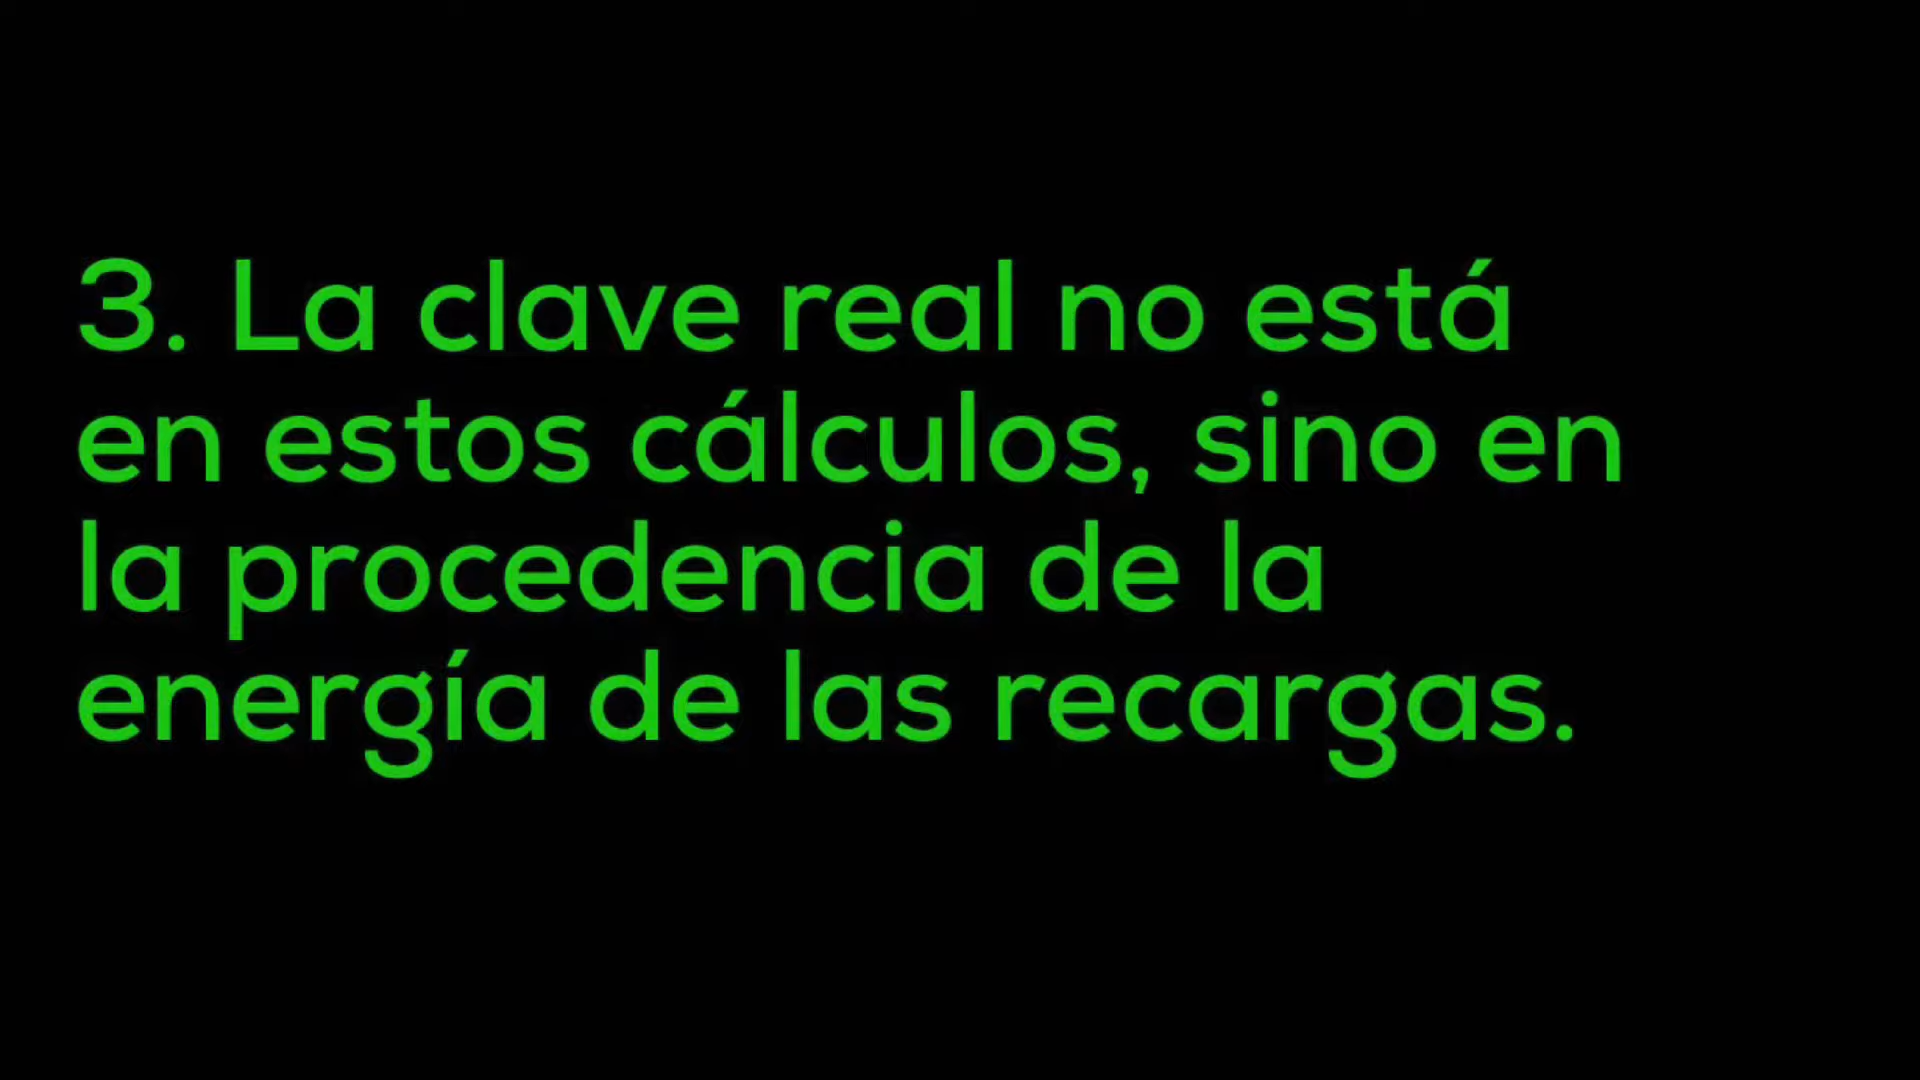 3. La clave real no está
en estos cálculos, sino en
la procedencia de la
energía de las recargas.